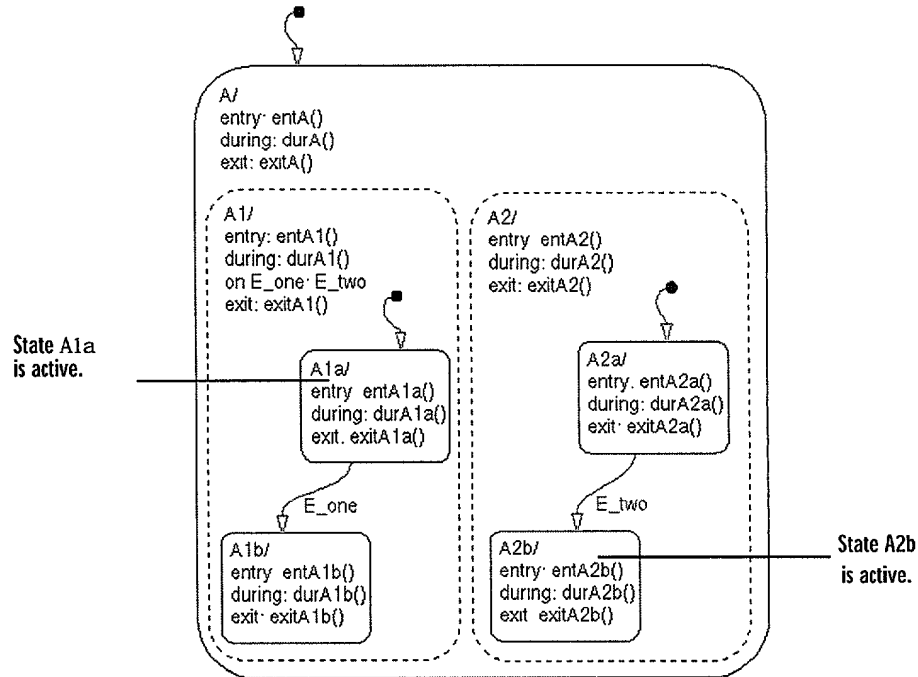 A/
entry· entA()
during: durA()
exit: exitA()
A1/
entry: entA1()
during: durA1()
on E_one· E_two
exit: exitA1()
A2/
entry entA2()
during: durA2()
exit: exitA2()
State A1a
is active.
A1a/
entry entA1a()
during: durA1a()
exit. exitA1a()
A2a/
entry. entA2a()
during: durA2a()
exit· exitA2a()
E_one
E_two
A1b/
entry entA1b()
during: durA1b()
exit· exitA1b()
A2b/
entry· entA2b()
during: durA2b()
exit exitA2b()
State A2b
is active.